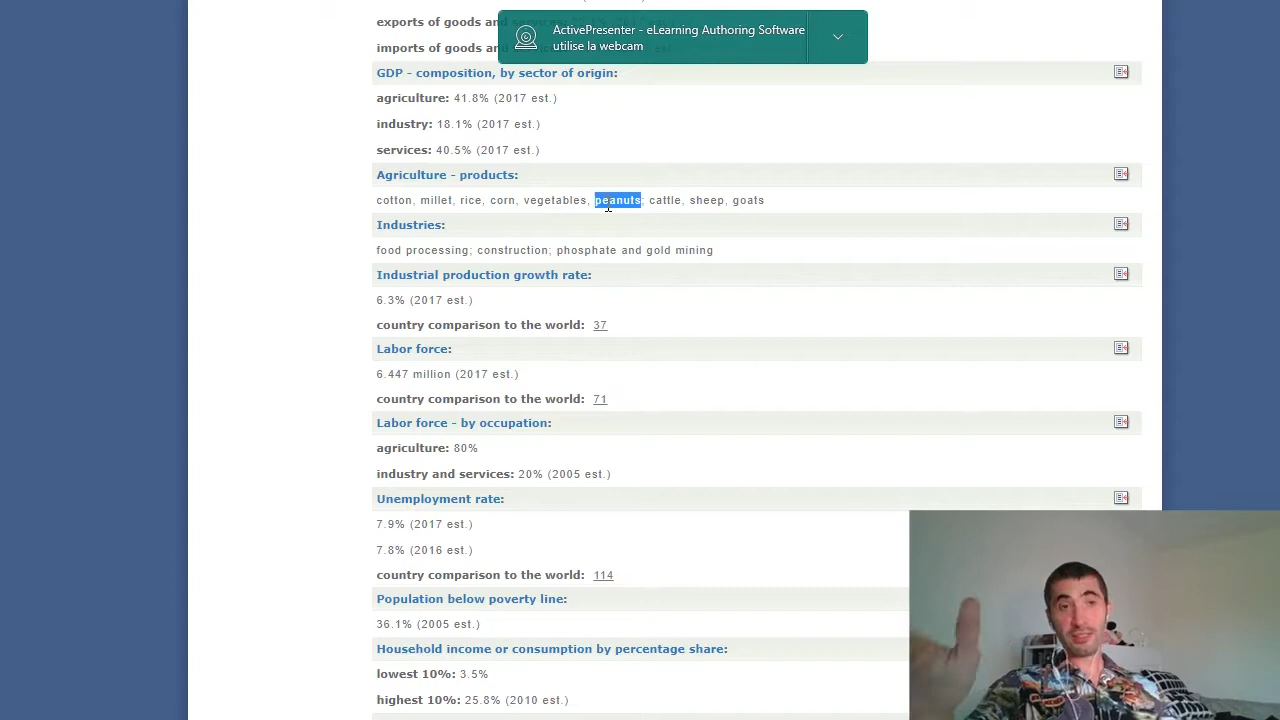 exports of goods and
imports of goods and
ActivePresenter - eLearning Authoring Software
utilise la webcam
GDP - composition, by sector of origin:
agriculture: 41.8% (2017 est.)
industry: 18.1% (2017 est.)
services: 40.5% (2017 est.)
Agriculture - products:
cotton, millet, rice, corn, vegetables, peanuts; cattle, sheep, goats
Industries:
food processing; construction; phosphate and gold mining
Industrial production growth rate:
6.3% (2017 est.)
country comparison to the world: 37
Labor force:
6.447 million (2017 est.)
country comparison to the world: 71
Labor force - by occupation:
agriculture: 80%
industry and services: 20% (2005 est.)
Unemployment rate:
7.9% (2017 est.)
7.8% (2016 est.)
country comparison to the world: 114
Population below poverty line:
36.1% (2005 est.)
Household income or consumption by percentage share:
lowest 10%: 3.5%
highest 10%: 25.8% (2010 est.)